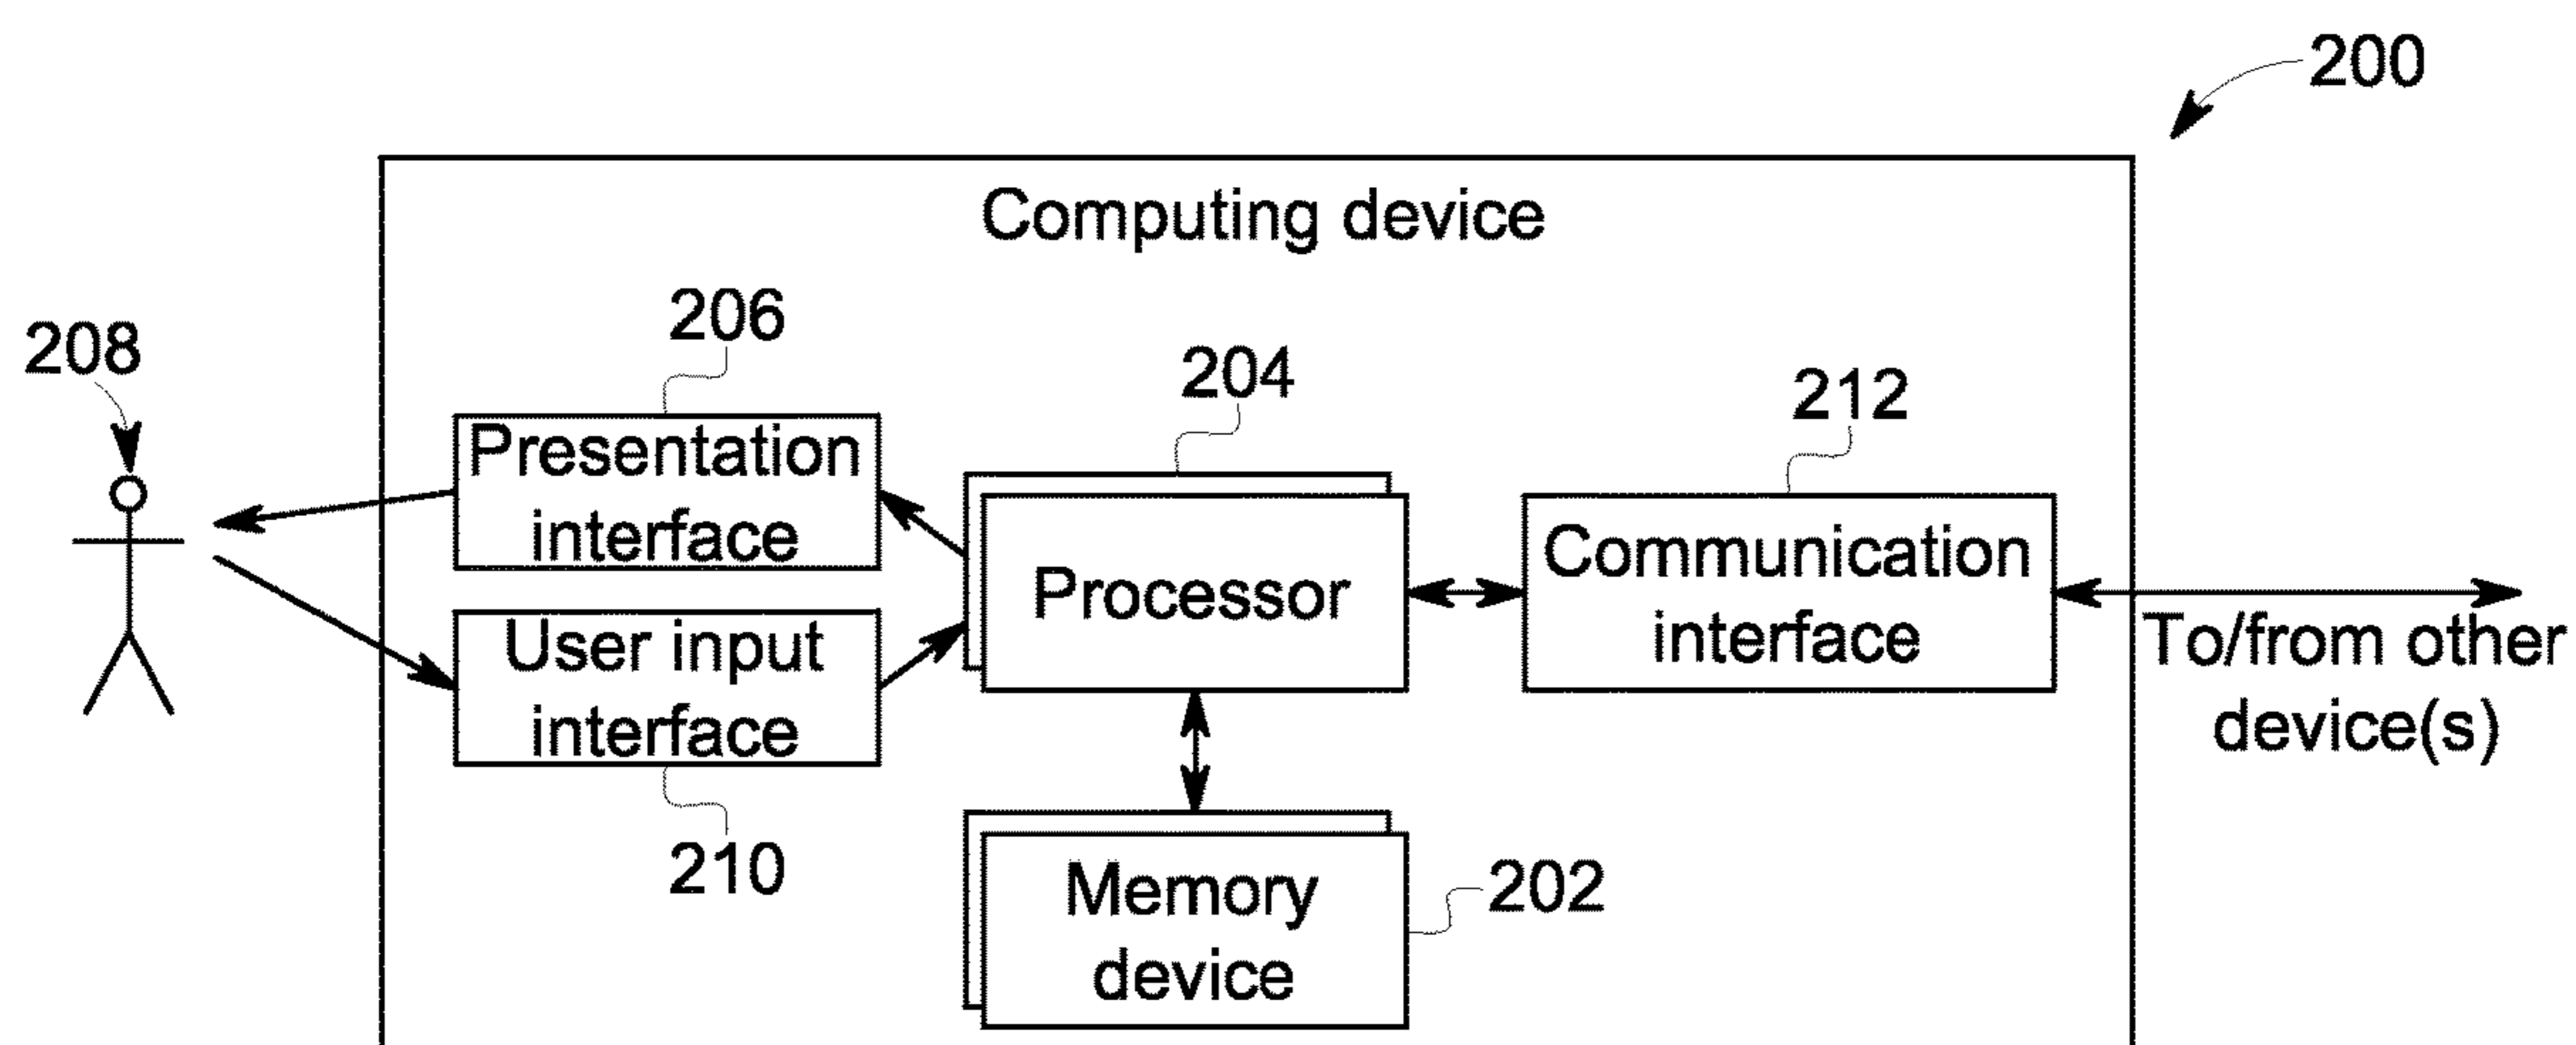 200
Computing device
206
208
204
212
Presentation
interface
Processor
Communication
interface
User input
interface
To/from other
device(s)
210
Memory
device
202